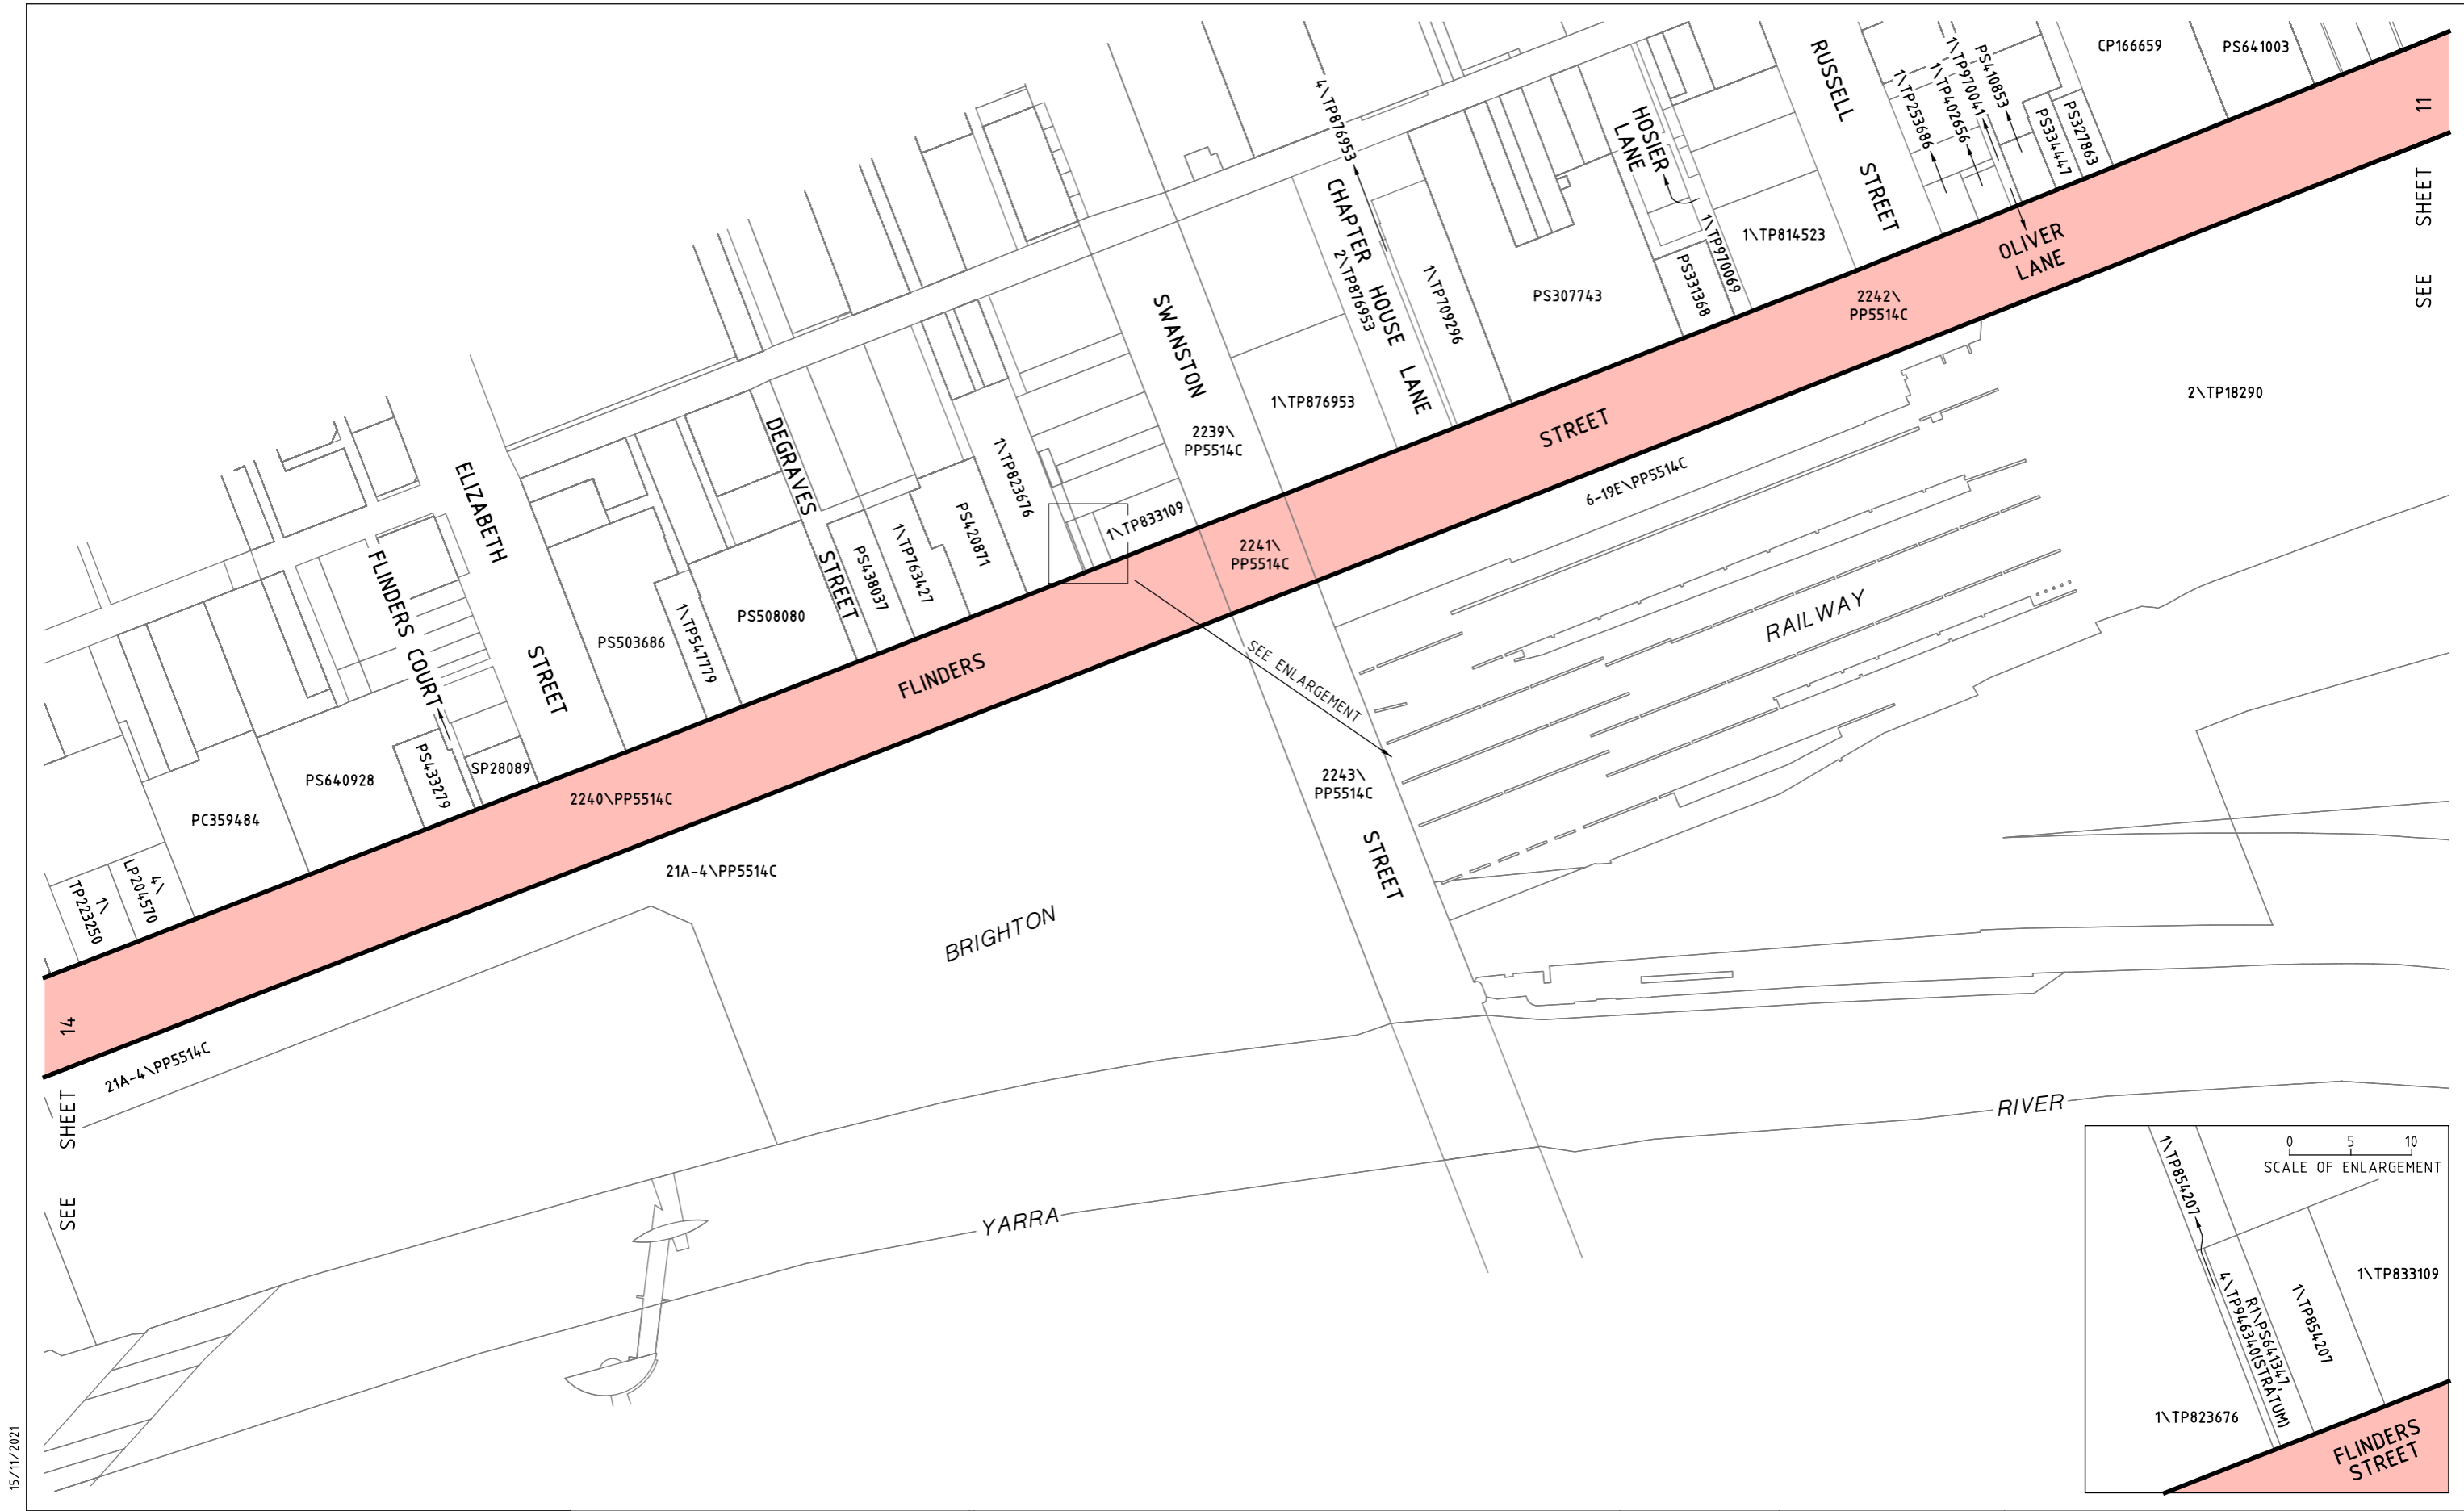 CP166659
PS641003
RUSSELL
STREET
1\TP253686
1\TP402656
1\TP970041
PS410853
PS334447
PS327863
11
SEE SHEET
4\TP876953
HOSIER
LANE
CHAPTER HOUSE LANE
2\TP876953
1\TP709296
PS307743
PS331368
1\TP970069
1\TP814523
OLIVER
LANE
2242\
PP5514C
SWANSTON
2239\
PP5514C
1\TP876953
2\TP18290
STREET
6-19E\PP5514C
ELIZABETH
STREET
DEGRAVES
STREET
1\TP823676
1\TP833109
PS420871
1\TP763427
PS438037
2241\
PP5514C
FLINDERS COURT
PS503686
1\TP547779
PS508080
FLINDERS
RAILWAY
SEE ENLARGEMENT
PS640928
PS433279
SP28089
2240\PP5514C
2243\
PP5514C
STREET
PC359484
1\
TP223250
4\
LP204570
21A-4\PP5514C
BRIGHTON
14
SEE SHEET
21A-4\PP5514C
YARRA
RIVER
0 5 10
SCALE OF ENLARGEMENT
1\TP854207
1\TP833109
4\TP946340(STRATUM)
R1\PS641347,
1\TP854207
1\TP823676
FLINDERS
STREET
15/11/2021